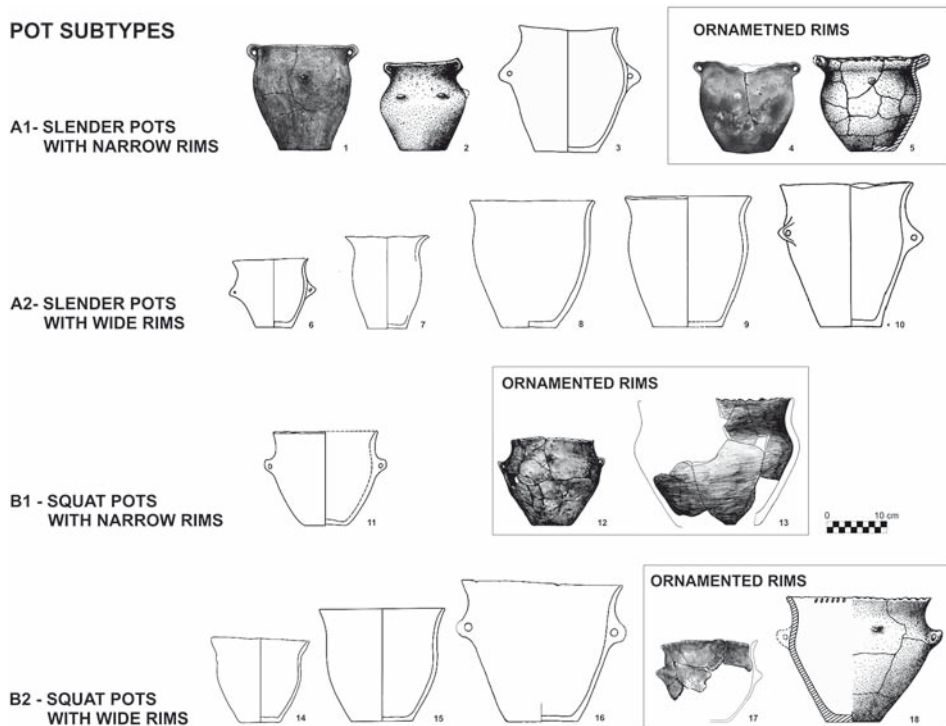 POT SUBTYPES
ORNAMETNED RIMS
A1- SLENDER POTS
WITH NARROW RIMS
1
2
3
4
5
A2- SLENDER POTS
WITH WIDE RIMS
6
7
8
9
10
ORNAMENTED RIMS
B1 - SQUAT POTS
WITH NARROW RIMS
11
12
13
0 10 cm
ORNAMENTED RIMS
B2 - SQUAT POTS
WITH WIDE RIMS
14
15
16
17
18